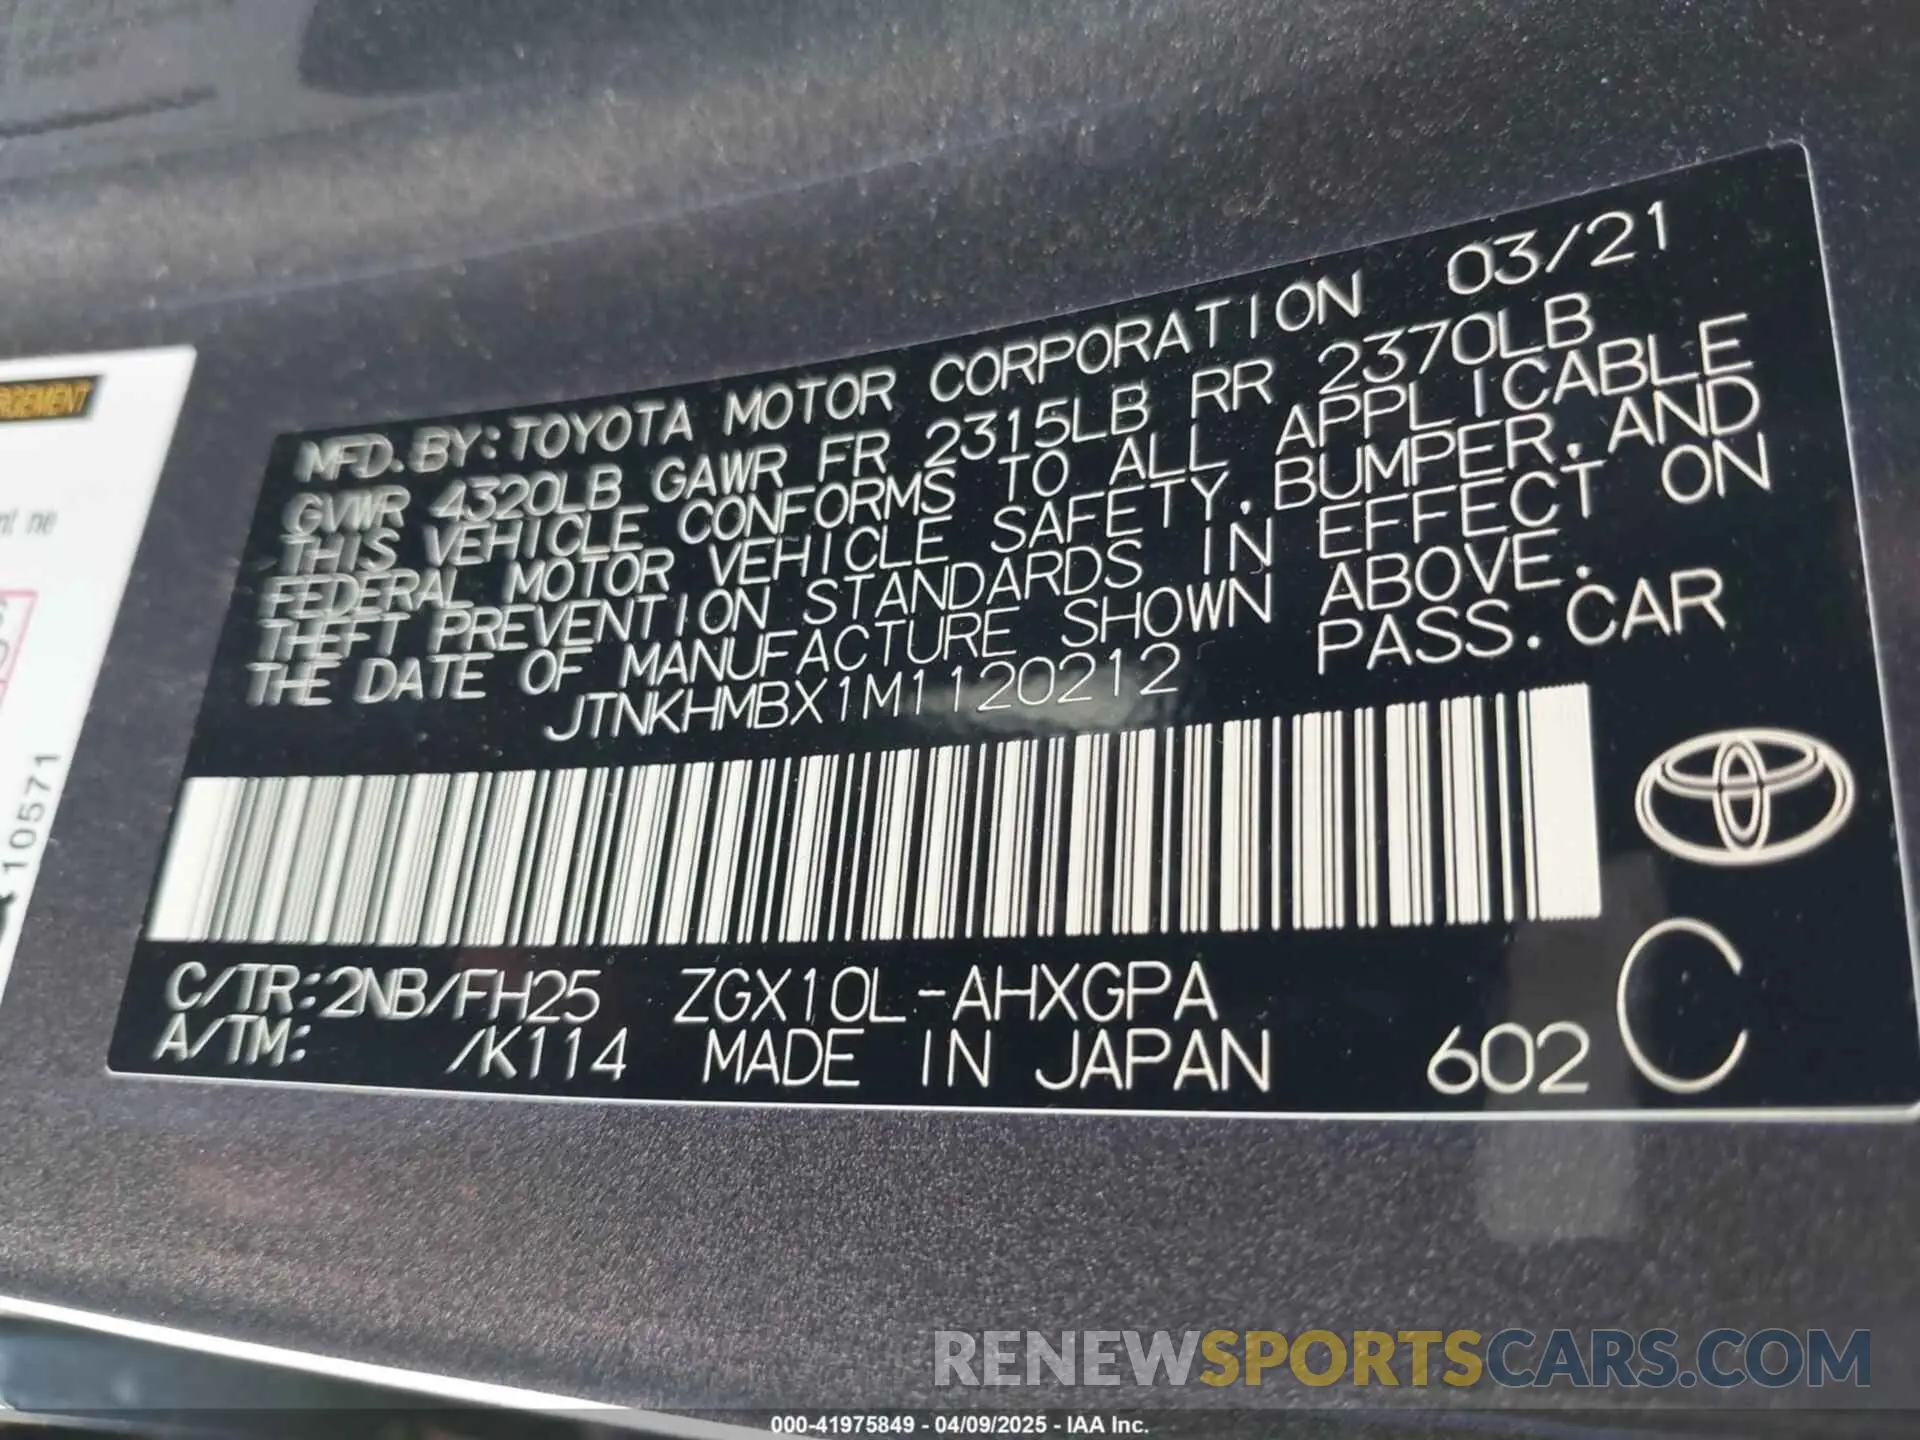 RGEMENT
nt ne
10571
MFD. BY: TOYOTA MOTOR CORPORATION 03/21
GVWR 4320LB GAWR FR 2315LB RR 2370LB
THIS VEHICLE CONFORMS TO ALL APPLICABLE
FEDERAL MOTOR VEHICLE SAFETY, BUMPER, AND
THEFT PREVENTION STANDARDS IN EFFECT ON
THE DATE OF MANUFACTURE SHOWN ABOVE.
JTNKHMBX1M1120212 PASS. CAR
C/TR: 2NB/FH25 ZGX10L-AHXGPA
A/TM: /K114 MADE IN JAPAN 602 C
RENEWSPORTSCARS.COM
000-41975849 - 04/09/2025 - IAA Inc.